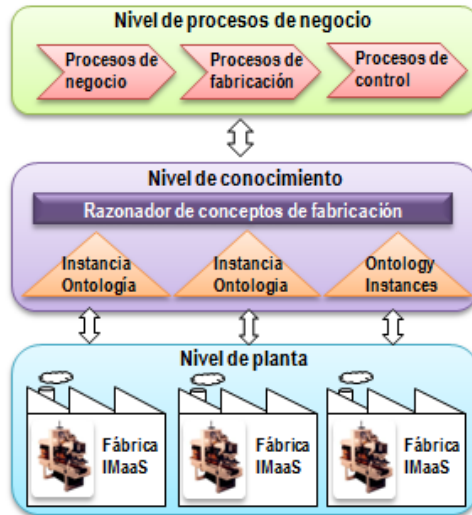 Nivel de procesos de negocio
Procesos de
negocio
Procesos de
fabricación
Procesos de
control
Nivel de conocimiento
Razonador de conceptos de fabricación
Instancia
Ontología
Instancia
Ontologia
Ontology
Instances
Nivel de planta
Fábrica
IMaaS
Fábrica
IMaaS
Fábrica
IMaaS